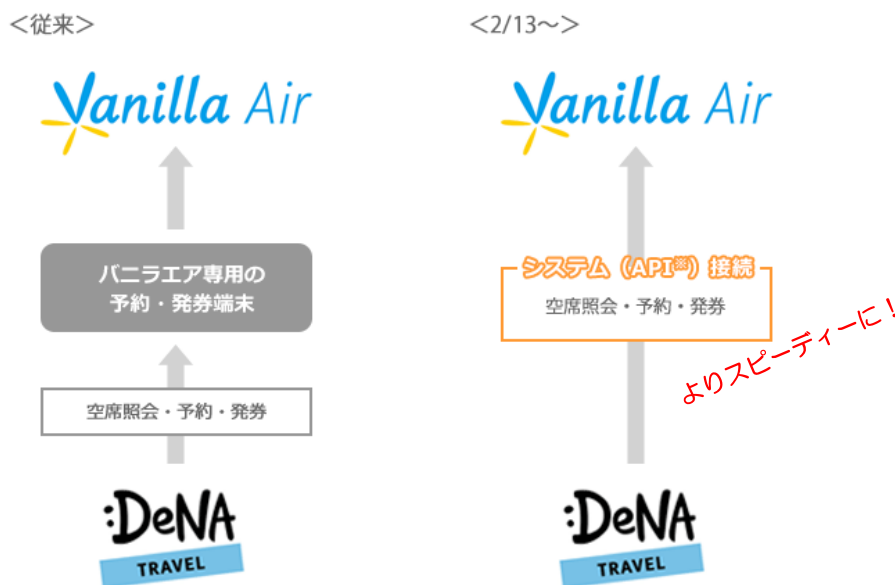 ＜従来＞
Vanilla Air
バニラエア専用の
予約・発券端末
空席照会・予約・発券
:DeNA
TRAVEL
＜2/13～＞
Vanilla Air
システム（API※）接続
空席照会・予約・発券
よりスピーディーに！
:DeNA
TRAVEL